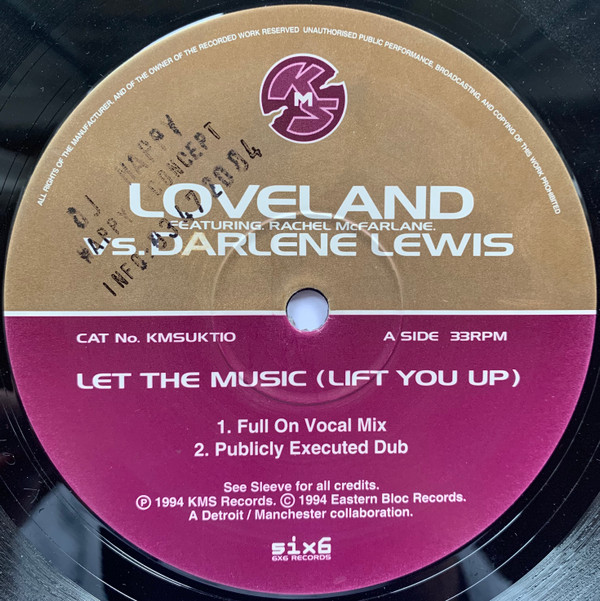 ALL RIGHTS OF THE MANUFACTURER, AND OF THE OWNER OF THE RECORDED WORK RESERVED  UNAUTHORISED PUBLIC PERFORMANCE, BROADCASTING, AND COPYING OF THIS WORK PROHIBITED
KMS
DJ HAPPY
HAPPY CONCEPT
INFO
LOVELAND
FEATURING. RACHEL McFARLANE.
vs. DARLENE LEWIS
CAT No. KMSUKT10
A SIDE 33RPM
LET THE MUSIC (LIFT YOU UP)
1. Full On Vocal Mix
2. Publicly Executed Dub
See Sleeve for all credits.
Ⓟ 1994 KMS Records. © 1994 Eastern Bloc Records.
A Detroit / Manchester collaboration.
six6
6X6 RECORDS